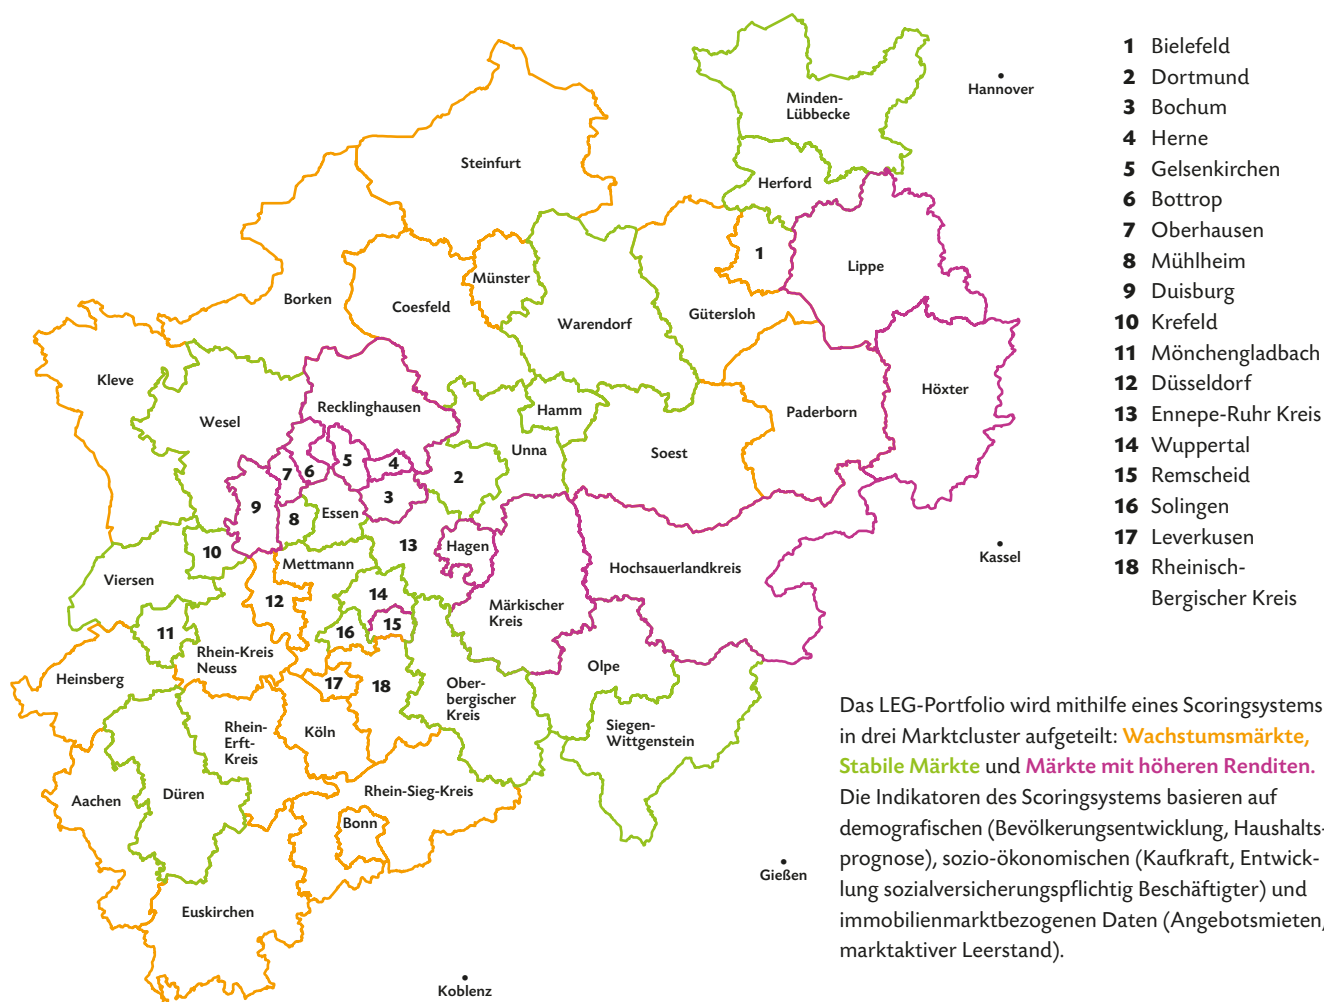 Hannover
Minden-
Lübbecke
Steinfurt
Herford
Münster
1
Lippe
Borken
Coesfeld
Gütersloh
Warendorf
Kleve
Höxter
Recklinghausen
Hamm
Paderborn
Wesel
Unna
Soest
5
4
7
6
2
3
9
8
Essen
13
Hagen
10
Mettmann
Kassel
Viersen
Hochsauerlandkreis
12
14
Märkischer
Kreis
11
16
15
Rhein-Kreis
Neuss
Olpe
Heinsberg
17
18
Ober-
bergischer
Kreis
Rhein-
Erft-
Kreis
Köln
Siegen-
Wittgenstein
Aachen
Düren
Rhein-Sieg-Kreis
Bonn
Gießen
Euskirchen
Koblenz
1 Bielefeld
2 Dortmund
3 Bochum
4 Herne
5 Gelsenkirchen
6 Bottrop
7 Oberhausen
8 Mühlheim
9 Duisburg
10 Krefeld
11 Mönchengladbach
12 Düsseldorf
13 Ennepe-Ruhr Kreis
14 Wuppertal
15 Remscheid
16 Solingen
17 Leverkusen
18 Rheinisch-
Bergischer Kreis
Das LEG-Portfolio wird mithilfe eines Scoringsystems
in drei Marktcluster aufgeteilt: Wachstumsmärkte,
Stabile Märkte und Märkte mit höheren Renditen.
Die Indikatoren des Scoringsystems basieren auf
demografischen (Bevölkerungsentwicklung, Haushalts-
prognose), sozio-ökonomischen (Kaufkraft, Entwick-
lung sozialversicherungspflichtig Beschäftigter) und
immobilienmarktbezogenen Daten (Angebotsmieten,
marktaktiver Leerstand).